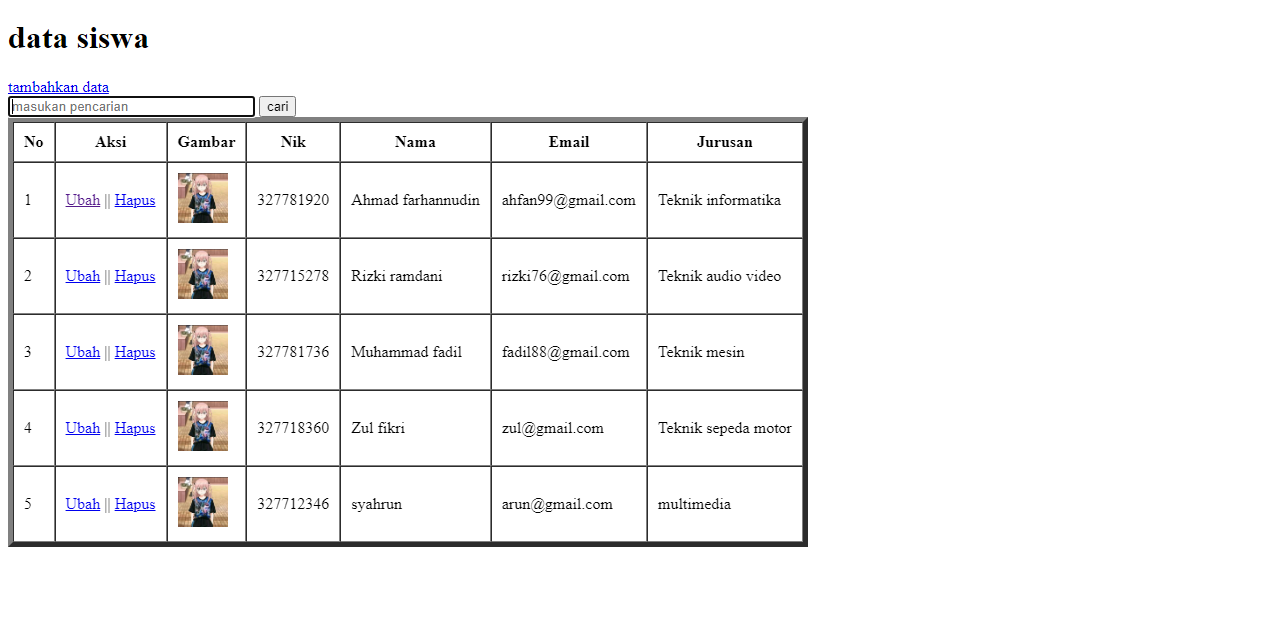 data siswa
tambahkan data
masukan pencarian cari
No Aksi Gambar Nik Nama Email Jurusan
1 Ubah || Hapus 327781920 Ahmad farhannudin ahfan99@gmail.com Teknik informatika
2 Ubah || Hapus 327715278 Rizki ramdani rizki76@gmail.com Teknik audio video
3 Ubah || Hapus 327781736 Muhammad fadil fadil88@gmail.com Teknik mesin
4 Ubah || Hapus 327718360 Zul fikri zul@gmail.com Teknik sepeda motor
5 Ubah || Hapus 327712346 syahrun arun@gmail.com multimedia